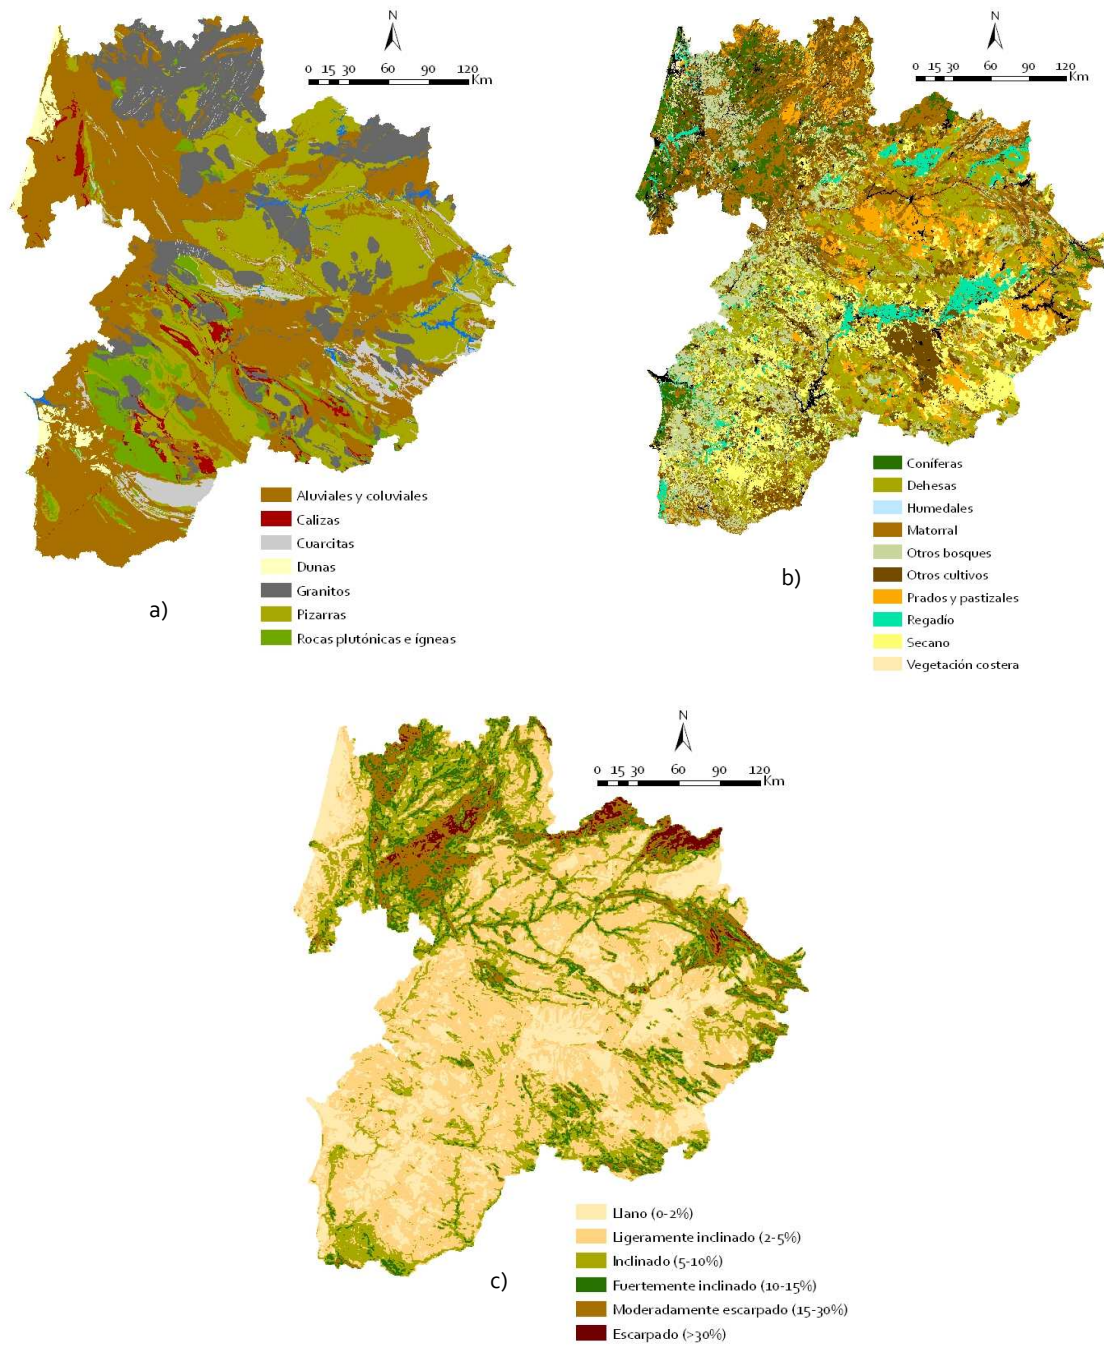 N
0 15 30 60 90 120
Km
Aluviales y coluviales
Calizas
Cuarcitas
Dunas
Granitos
Pizarras
Rocas plutónicas e ígneas
a)
N
0 15 30 60 90 120
Km
Coníferas
Dehesas
Humedales
Matorral
Otros bosques
Otros cultivos
Prados y pastizales
Regadío
Secano
Vegetación costera
b)
N
0 15 30 60 90 120
Km
Llano (0-2%)
Ligeramente inclinado (2-5%)
Inclinado (5-10%)
Fuertemente inclinado (10-15%)
Moderadamente escarpado (15-30%)
Escarpado (>30%)
c)